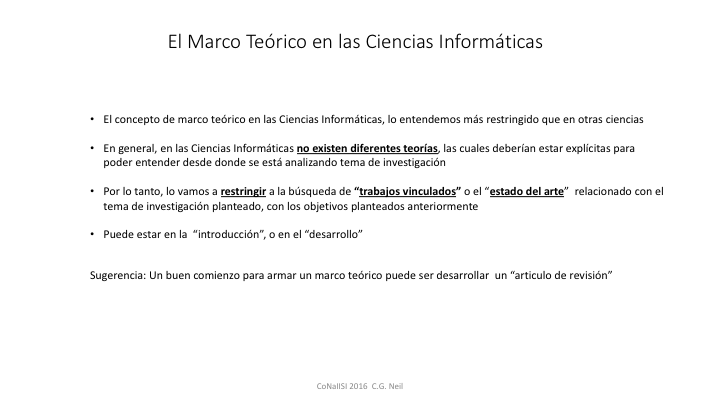 El Marco Teórico en las Ciencias Informáticas
• El concepto de marco teórico en las Ciencias Informáticas, lo entendemos más restringido que en otras ciencias
• En general, en las Ciencias Informáticas no existen diferentes teorías, las cuales deberían estar explícitas para
poder entender desde donde se está analizando tema de investigación
• Por lo tanto, lo vamos a restringir a la búsqueda de “trabajos vinculados” o el “estado del arte” relacionado con el
tema de investigación planteado, con los objetivos planteados anteriormente
• Puede estar en la “introducción”, o en el “desarrollo”
Sugerencia: Un buen comienzo para armar un marco teórico puede ser desarrollar un “articulo de revisión”
CoNaIISI 2016 C.G. Neil